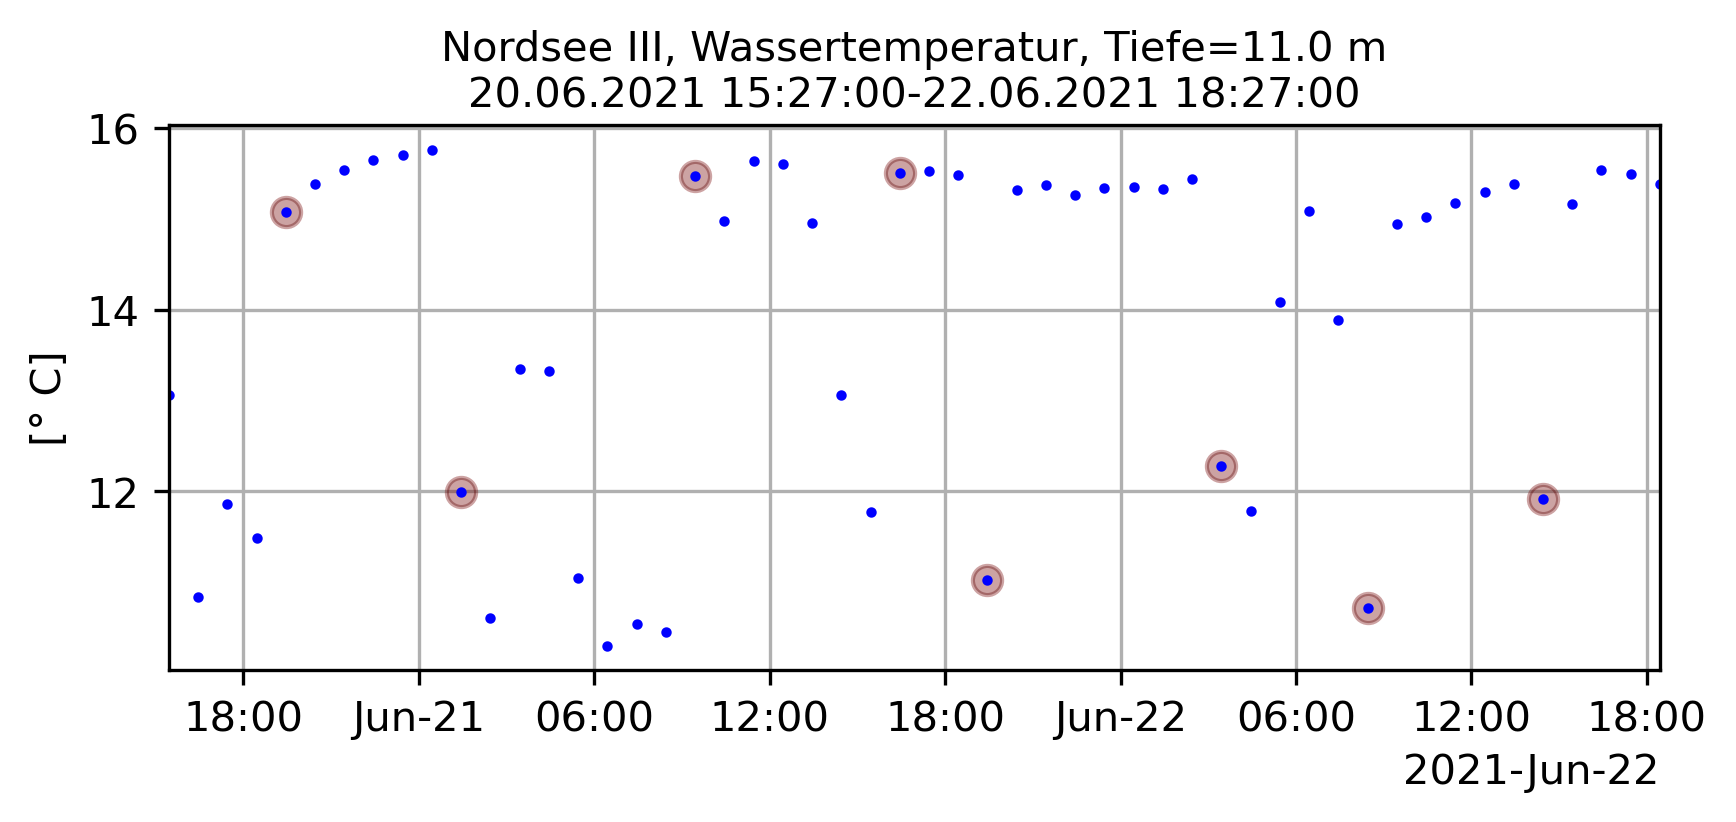 Nordsee III, Wassertemperatur, Tiefe=11.0 m
20.06.2021 15:27:00-22.06.2021 18:27:00
16
14
12
[° C]
18:00 Jun-21 06:00 12:00 18:00 Jun-22 06:00 12:00 18:00
2021-Jun-22